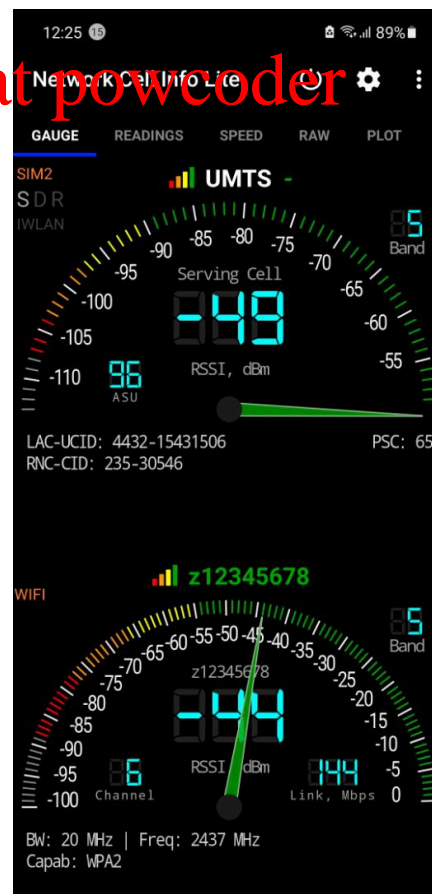 12:25 15 89%
at powcoder
Network Cell Info Lite
GAUGE READINGS SPEED RAW PLOT
SIM2
UMTS -
S D R
IWLAN
5
Band
-110 -105 -100 -95 -90 -85 -80 -75 -70 -65 -60 -55
Serving Cell
-49
RSSI, dBm
96
ASU
LAC-UCID: 4432-15431506 PSC: 65
RNC-CID: 235-30546
z12345678
WIFI
5
Band
-100 -95 -90 -85 -80 -75 -70 -65 -60 -55 -50 -45 -40 -35 -30 -25 -20 -15 -10 -5 0
z12345678
-44
RSSI, dBm
6
Channel
144
Link, Mbps
BW: 20 MHz | Freq: 2437 MHz
Capab: WPA2